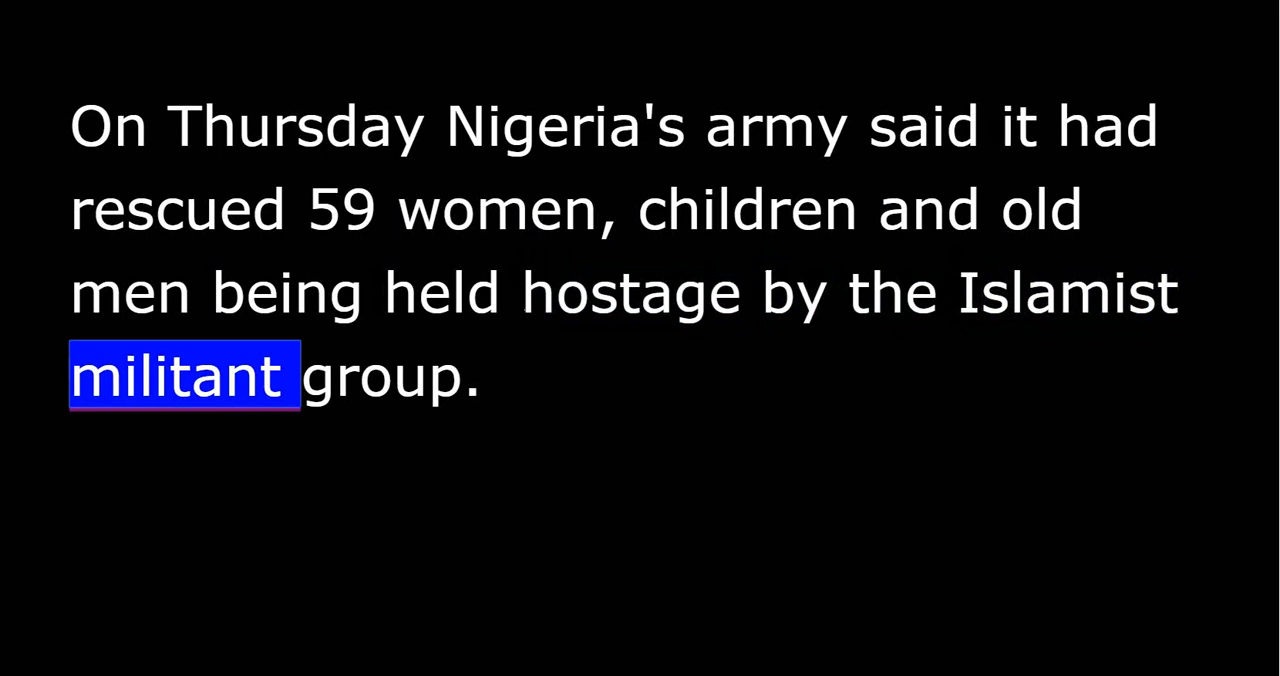 On Thursday Nigeria's army said it had
rescued 59 women, children and old
men being held hostage by the Islamist
militant group.